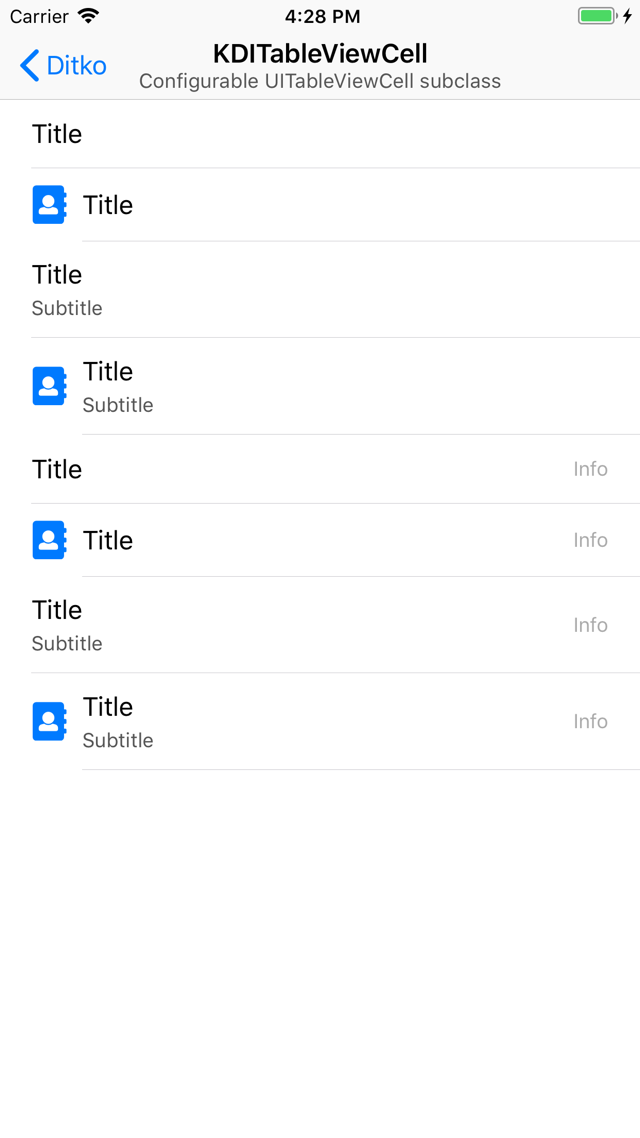 Carrier 4:28 PM
Ditko
KDITableViewCell
Configurable UITableViewCell subclass
Title
Title
Title
Subtitle
Title
Subtitle
Title Info
Title Info
Title
Subtitle
Info
Title
Subtitle
Info